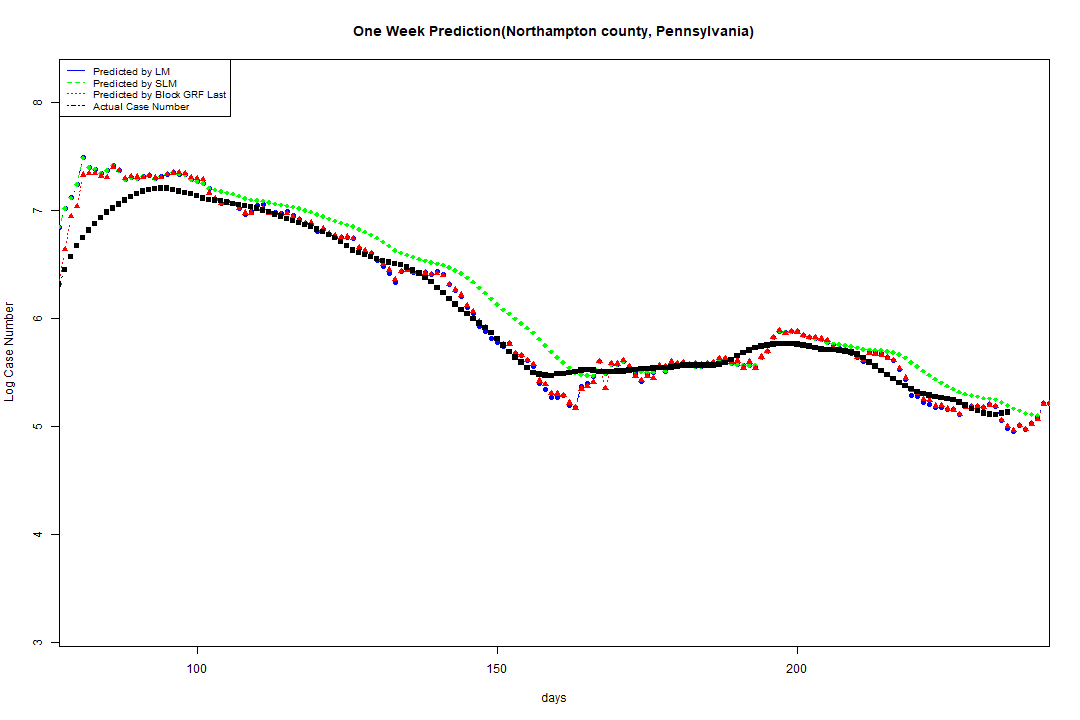 One Week Prediction(Northampton county, Pennsylvania)
Predicted by LM
Predicted by SLM
Predicted by Block GRF Last
Actual Case Number
8
7
6
5
4
3
Log Case Number
100 150 200
days